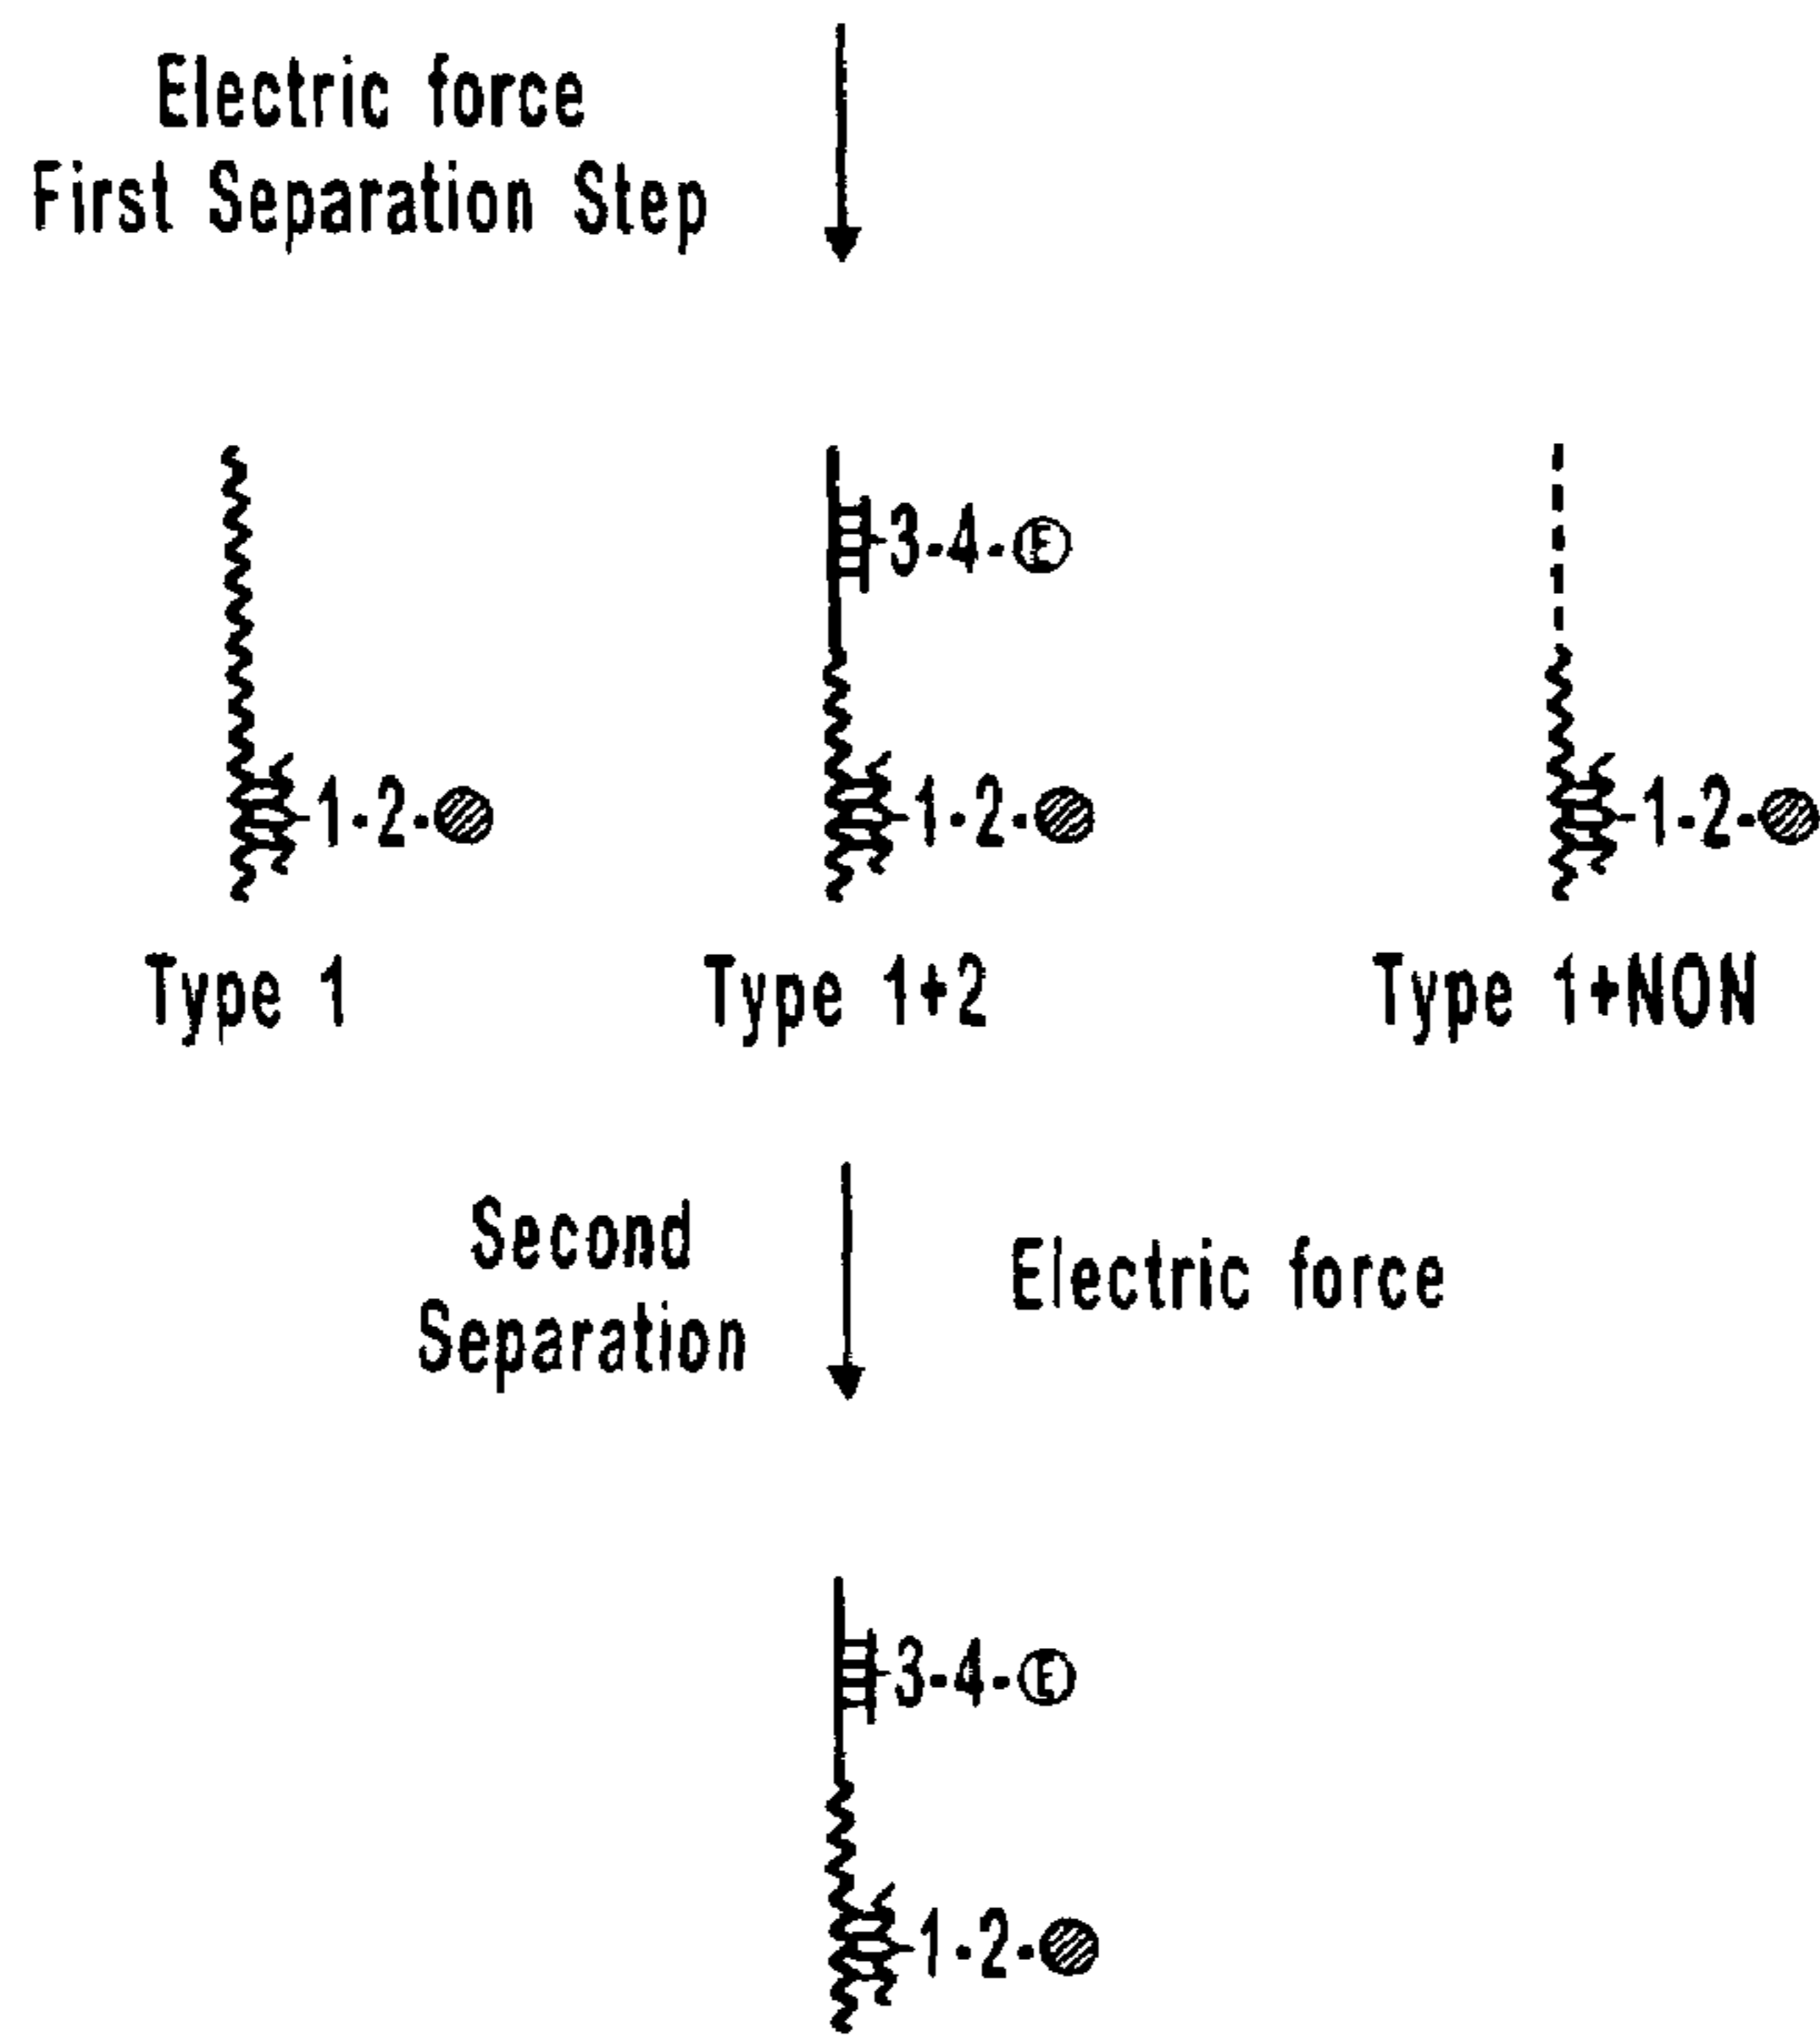 Electric force
First Separation Step
3-4-Ⓔ
1-2-
1-2-
1-2-
Type 1
Type 1+2
Type 1+NON
Second
Separation
Electric force
3-4-Ⓔ
1-2-